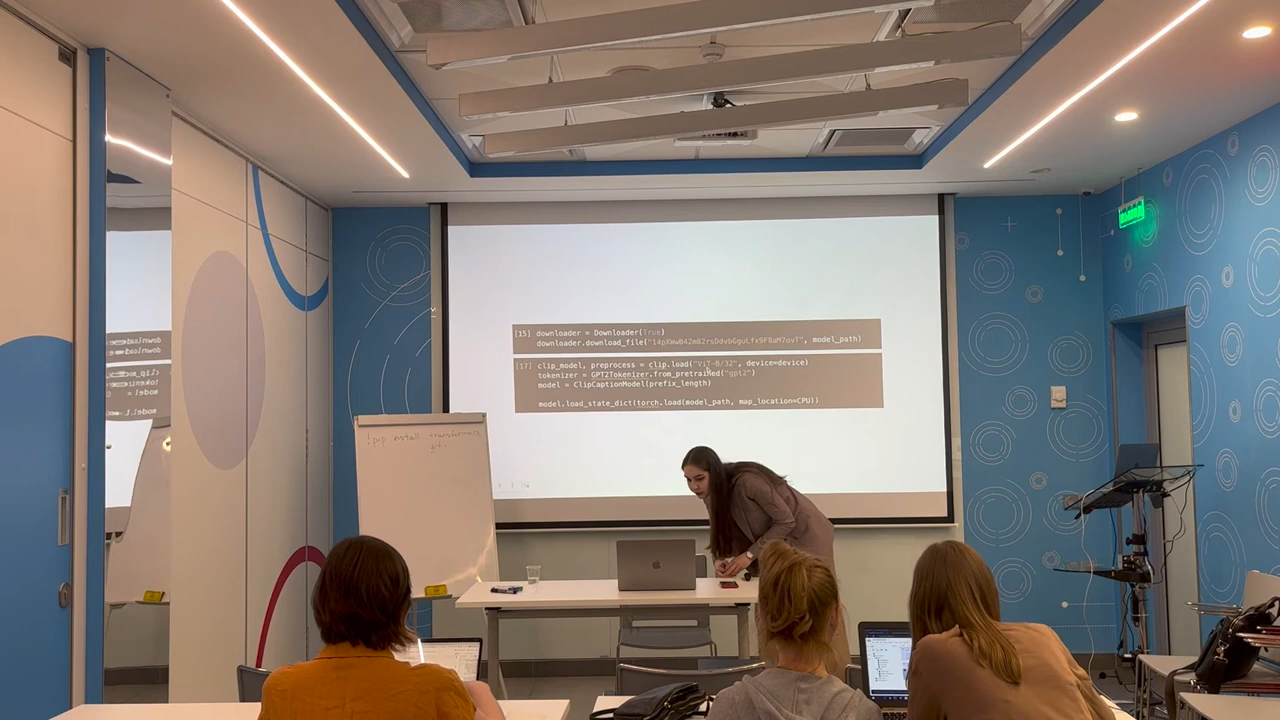 [15] downloader = Downloader(True)
downloader.download_file("14pXWwB4Zm82rsDdvbGguLfx9F8aM7ovT", model_path)
[17] clip_model, preprocess = clip.load("ViT-B/32", device=device)
tokenizer = GPT2Tokenizer.from_pretrained("gpt2")
model = ClipCaptionModel(prefix_length)
model.load_state_dict(torch.load(model_path, map_location=CPU))
!pip install transformers
git